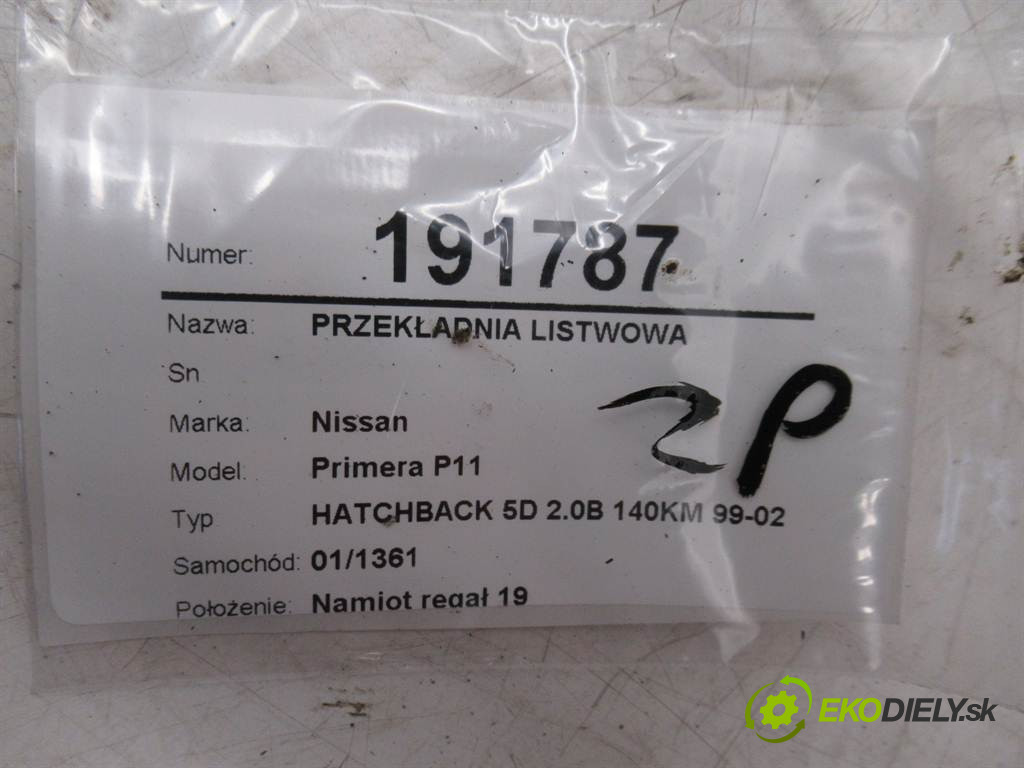 Numer: 191787
Nazwa: PRZEKŁADNIA LISTWOWA
Sn
Marka: Nissan
Model: Primera P11
Typ HATCHBACK 5D 2.0B 140KM 99-02
Samochód: 01/1361
Położenie: Namiot regał 19
ZP
EKODIELY.sk